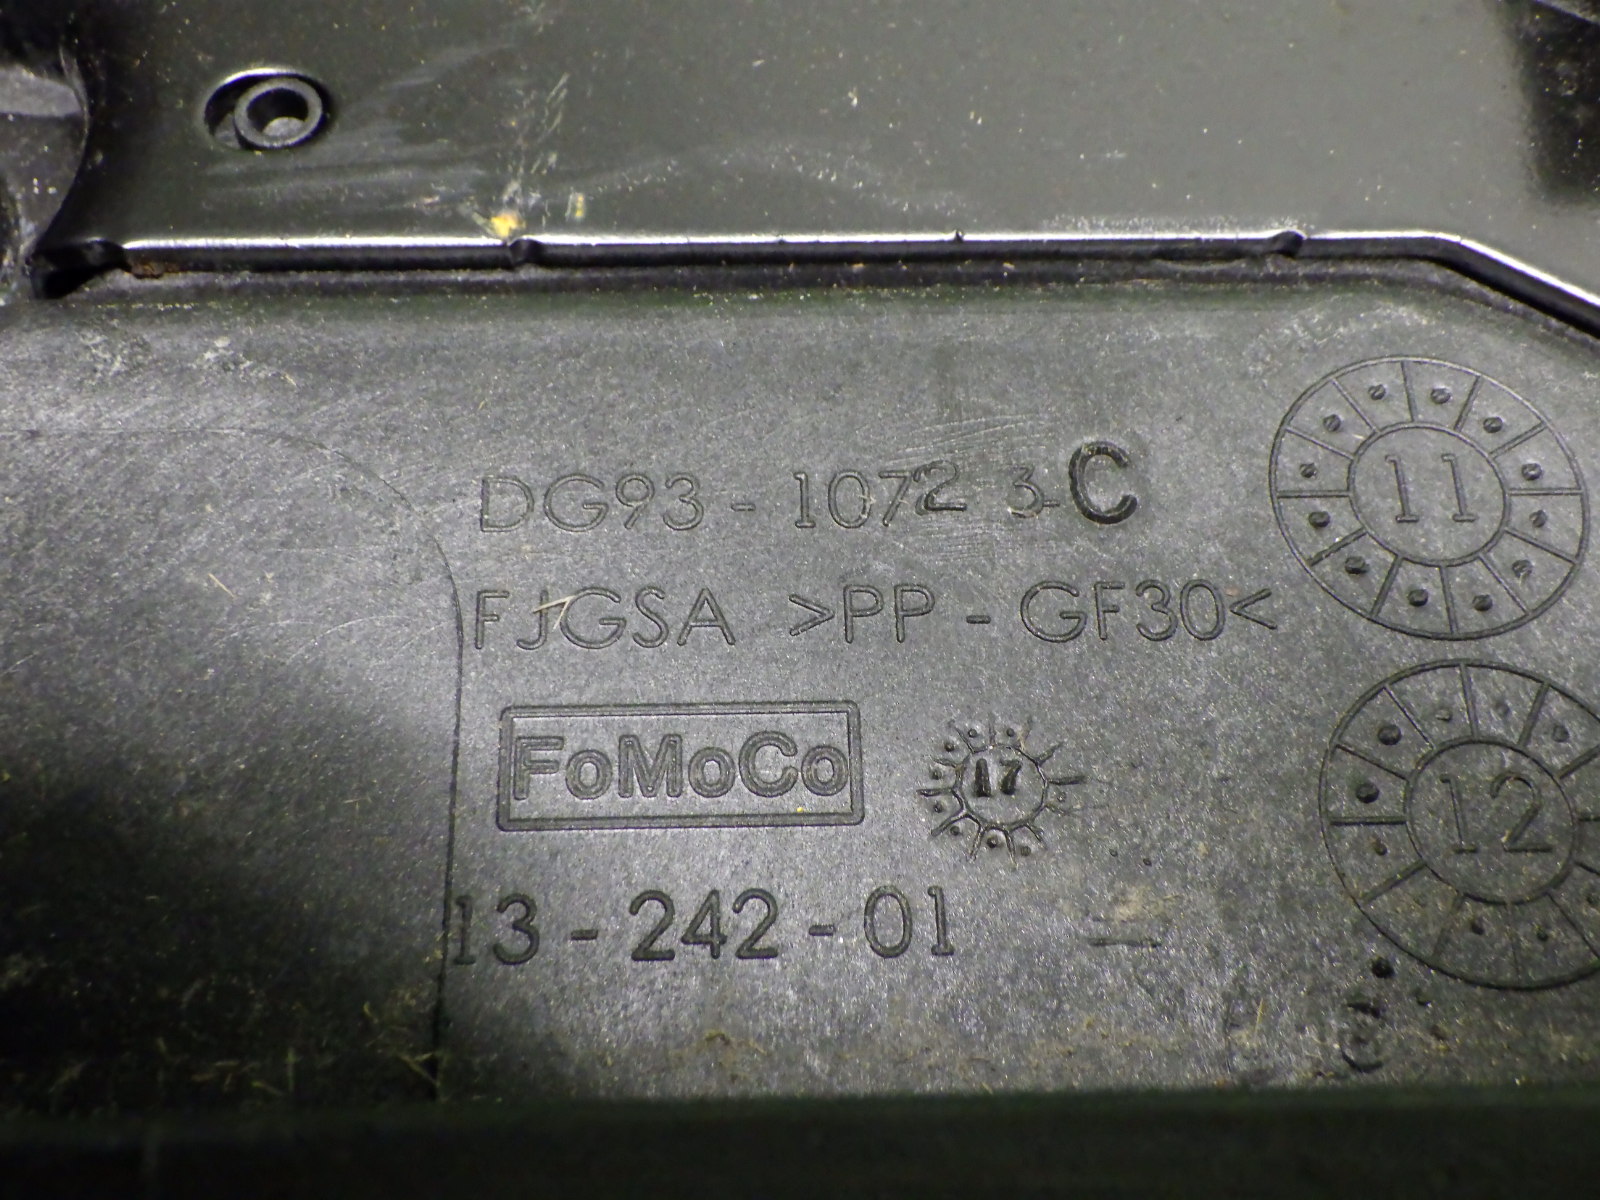 DG93-10723-C
11
FJGSA >PP-GF30<
FoMoCo
17
12
13-242-01